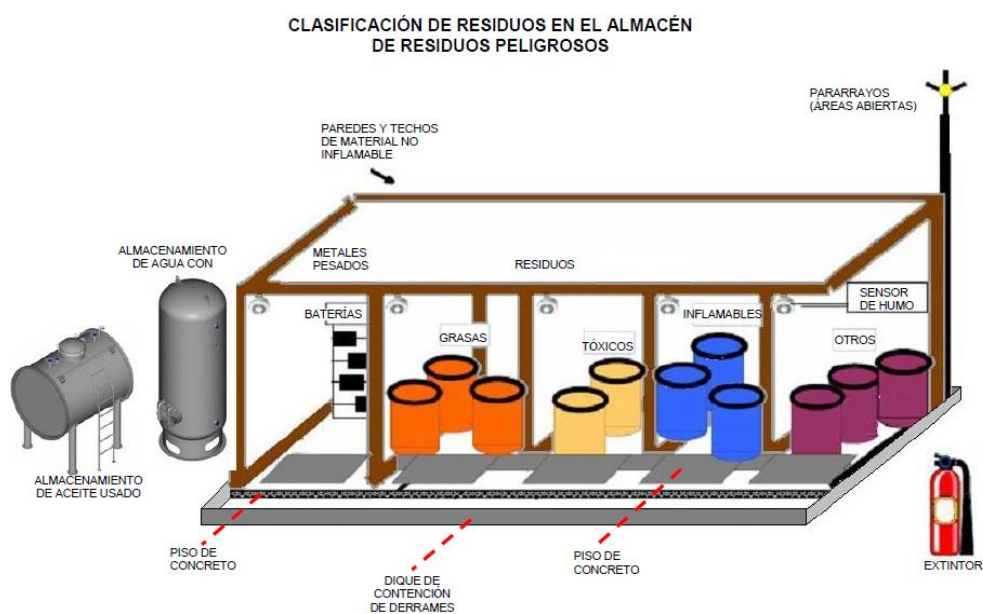 CLASIFICACIÓN DE RESIDUOS EN EL ALMACÉN
DE RESIDUOS PELIGROSOS
PARARRAYOS
(ÁREAS ABIERTAS)
PAREDES Y TECHOS
DE MATERIAL NO
INFLAMABLE
ALMACENAMIENTO
DE AGUA CON
METALES
PESADOS
RESIDUOS
SENSOR
DE HUMO
BATERÍAS
GRASAS
TÓXICOS
INFLAMABLES
OTROS
ALMACENAMIENTO
DE ACEITE USADO
PISO DE
CONCRETO
DIQUE DE
CONTENCIÓN
DE DERRAMES
PISO DE
CONCRETO
EXTINTOR